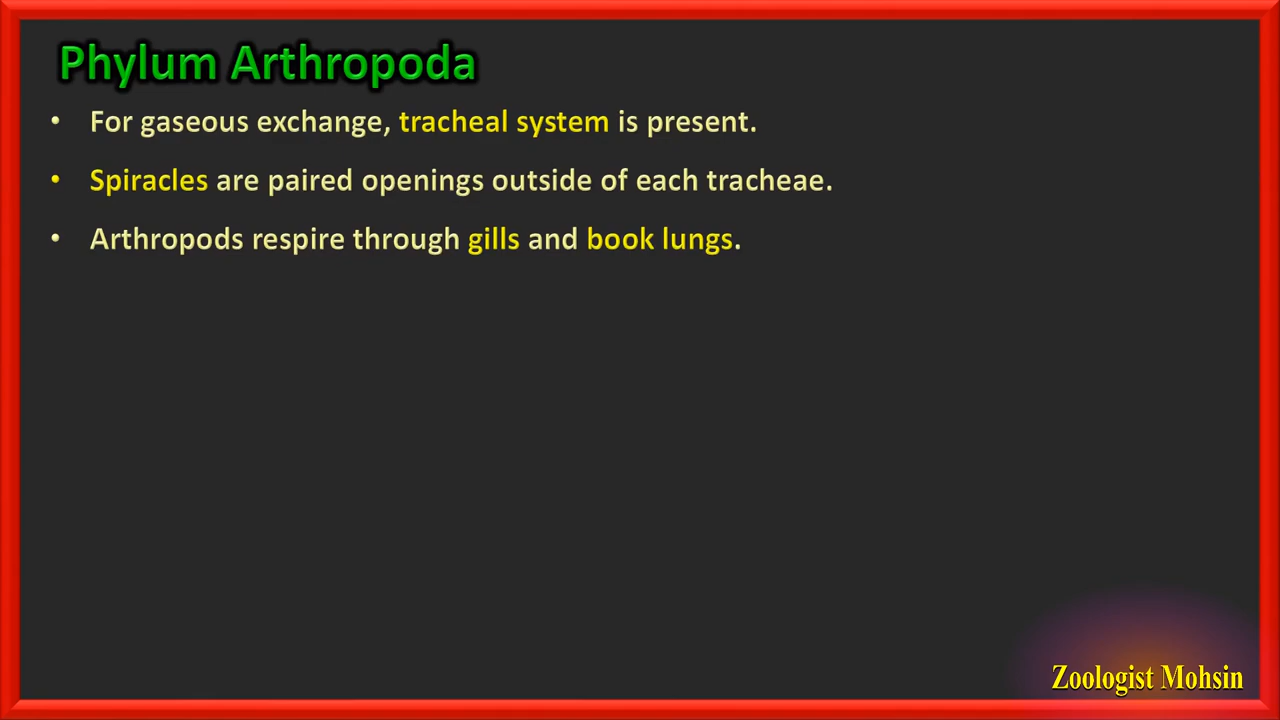 Phylum Arthropoda
• For gaseous exchange, tracheal system is present.
• Spiracles are paired openings outside of each tracheae.
• Arthropods respire through gills and book lungs.
Zoologist Mohsin